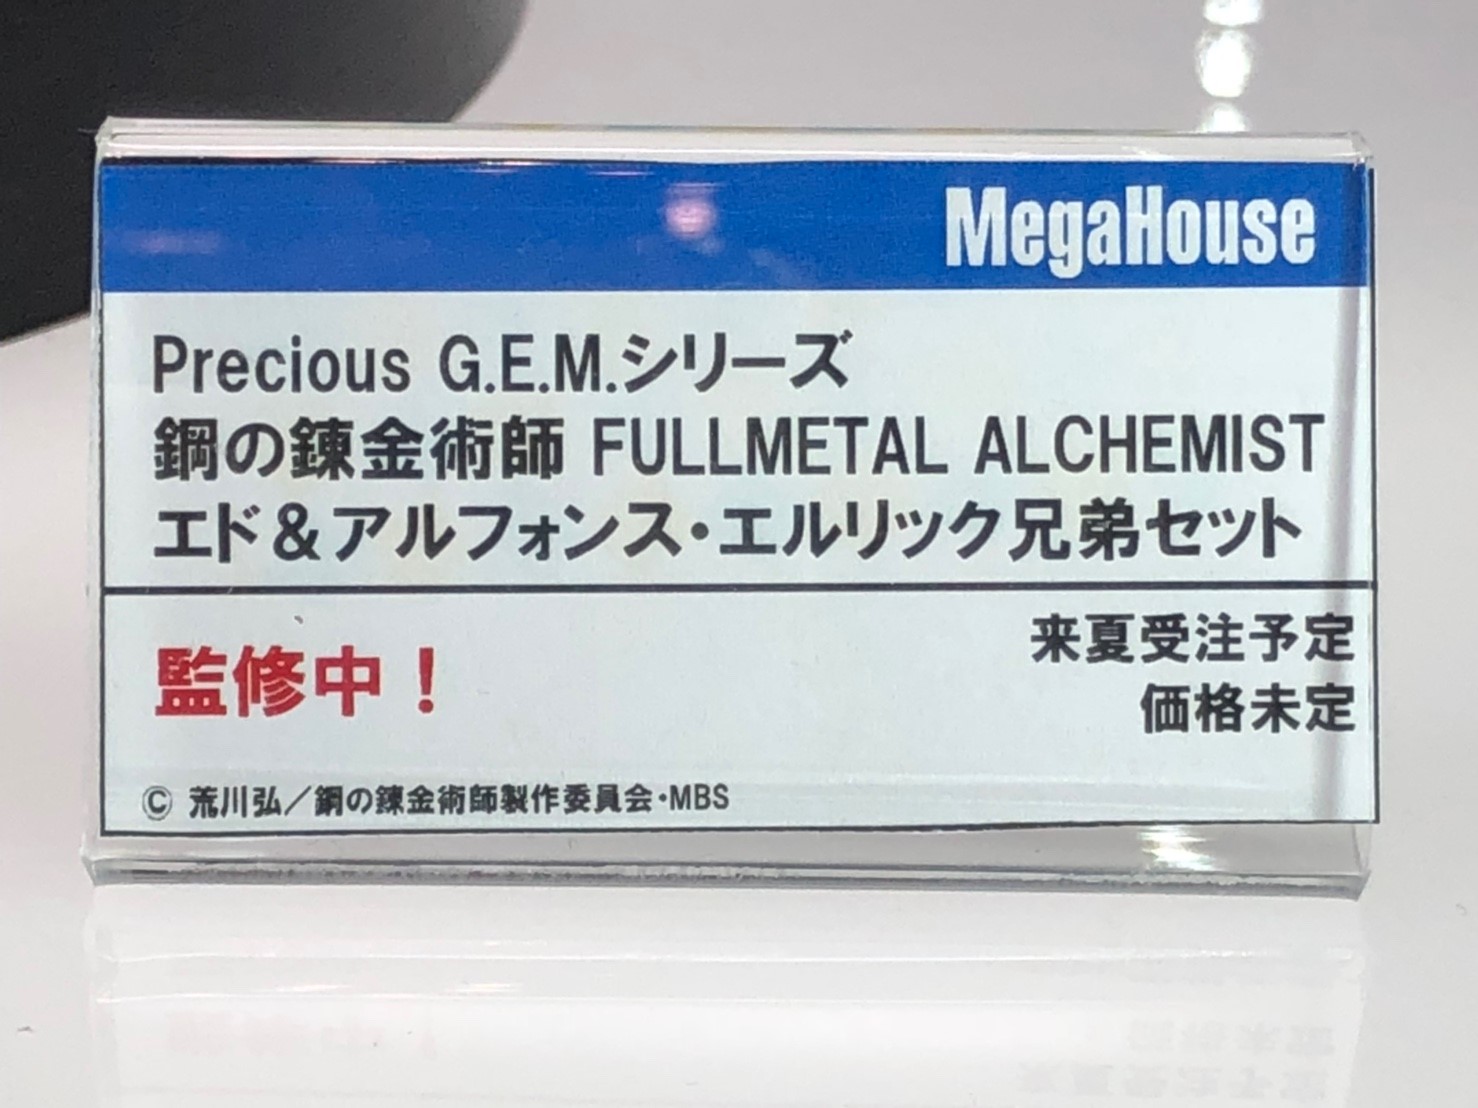 MegaHouse
Precious G.E.M.シリーズ
鋼の錬金術師 FULLMETAL ALCHEMIST
エド＆アルフォンス・エルリック兄弟セット
監修中！
来夏受注予定
価格未定
© 荒川弘／鋼の錬金術師製作委員会・MBS